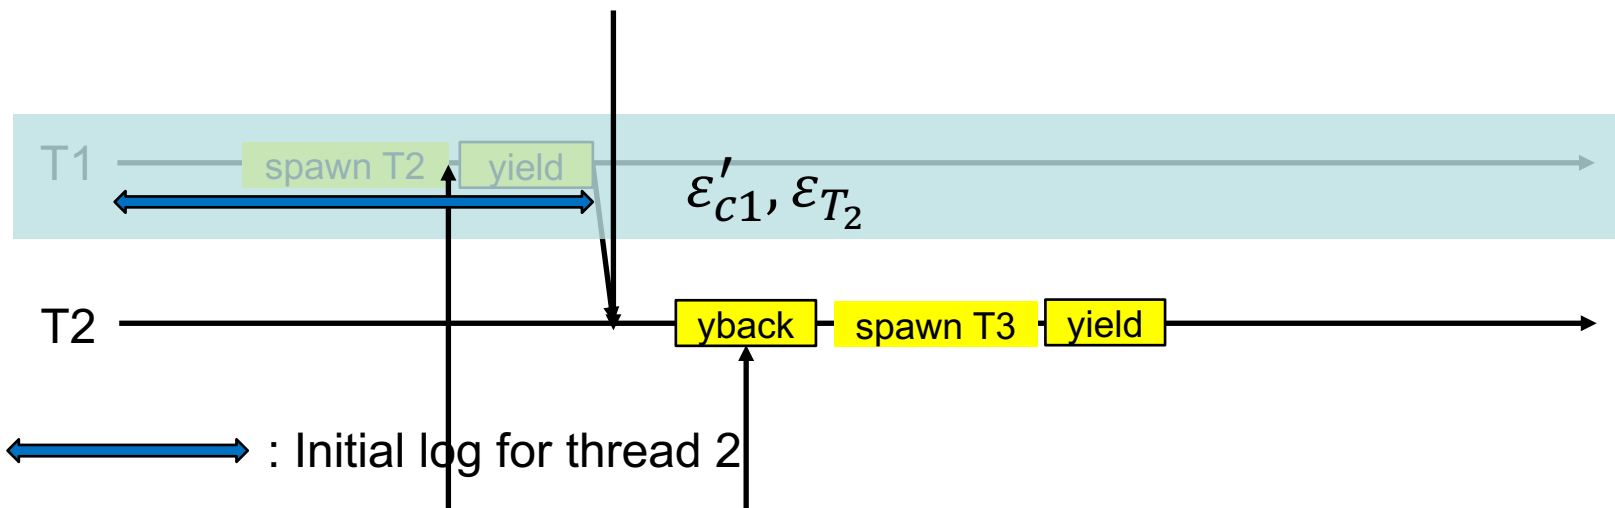 T1 spawn T2 yield
ε′c1, εT2
T2 yback spawn T3 yield
: Initial log for thread 2